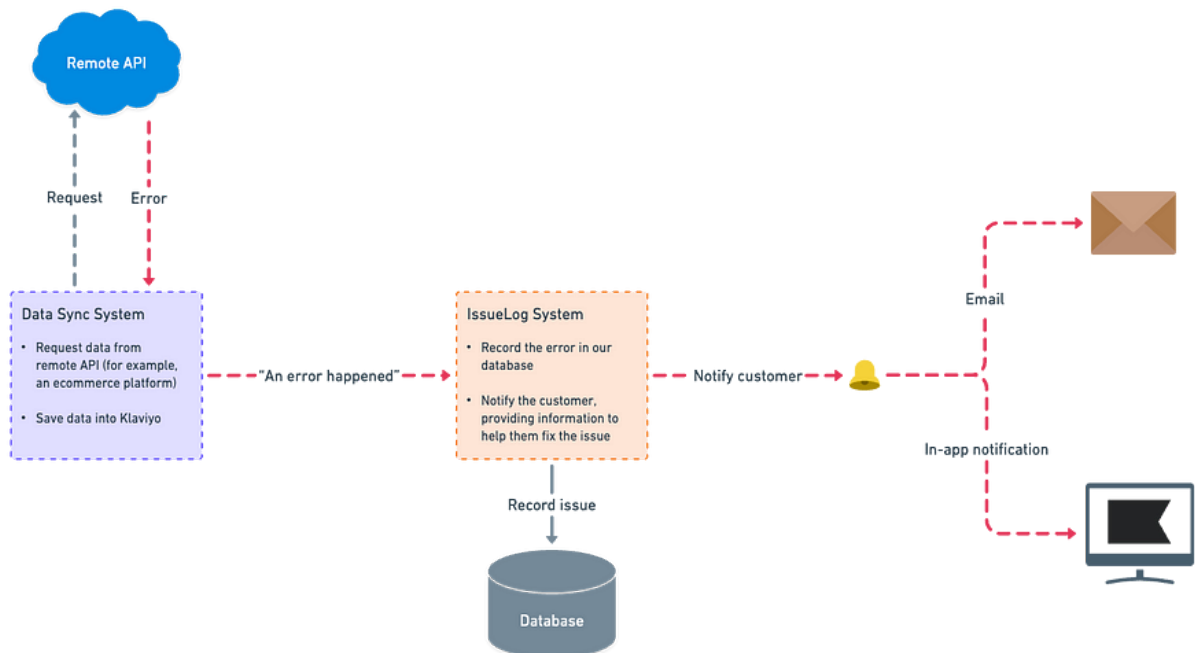 Remote API
Request
Error
Data Sync System
• Request data from
remote API (for example,
an ecommerce platform)
• Save data into Klaviyo
"An error happened"
IssueLog System
• Record the error in our
database
• Notify the customer,
providing information to
help them fix the issue
Record issue
Database
Notify customer
Email
In-app notification